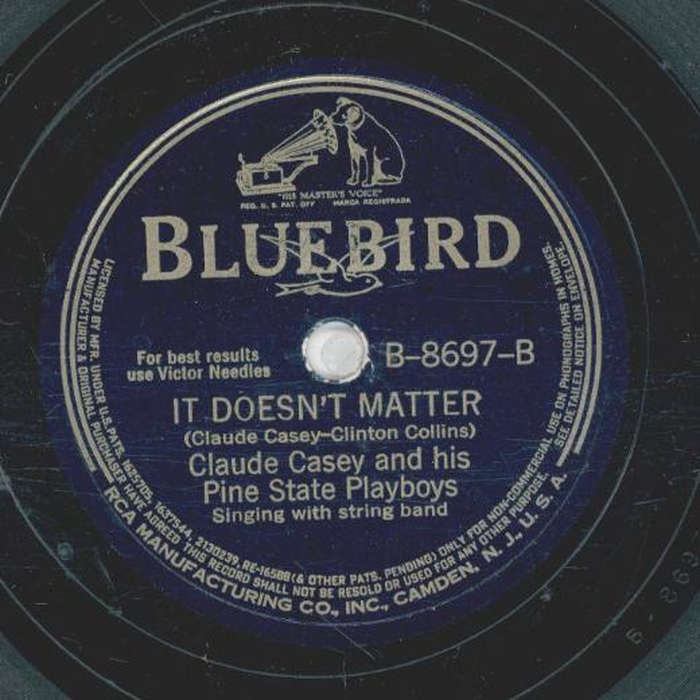 "HIS MASTER'S VOICE"
REG. U. S. PAT. OFF MARCA REGISTRADA
BLUEBIRD
For best results
use Victor Needles
B-8697-B
IT DOESN'T MATTER
(Claude Casey-Clinton Collins)
Claude Casey and his
Pine State Playboys
Singing with string band
LICENSED BY MFR. UNDER U.S. PATS. 1625705, 1637544, 2130239, RE-16588 (& OTHER PATS. PENDING) ONLY FOR NON-COMMERCIAL USE ON PHONOGRAPHS IN HOMES.
MANUFACTURER & ORIGINAL PURCHASER HAVE AGREED THIS RECORD SHALL NOT BE RESOLD OR USED FOR ANY OTHER PURPOSE. SEE DETAILED NOTICE ON ENVELOPE.
RCA MANUFACTURING CO., INC., CAMDEN, N. J., U. S. A.